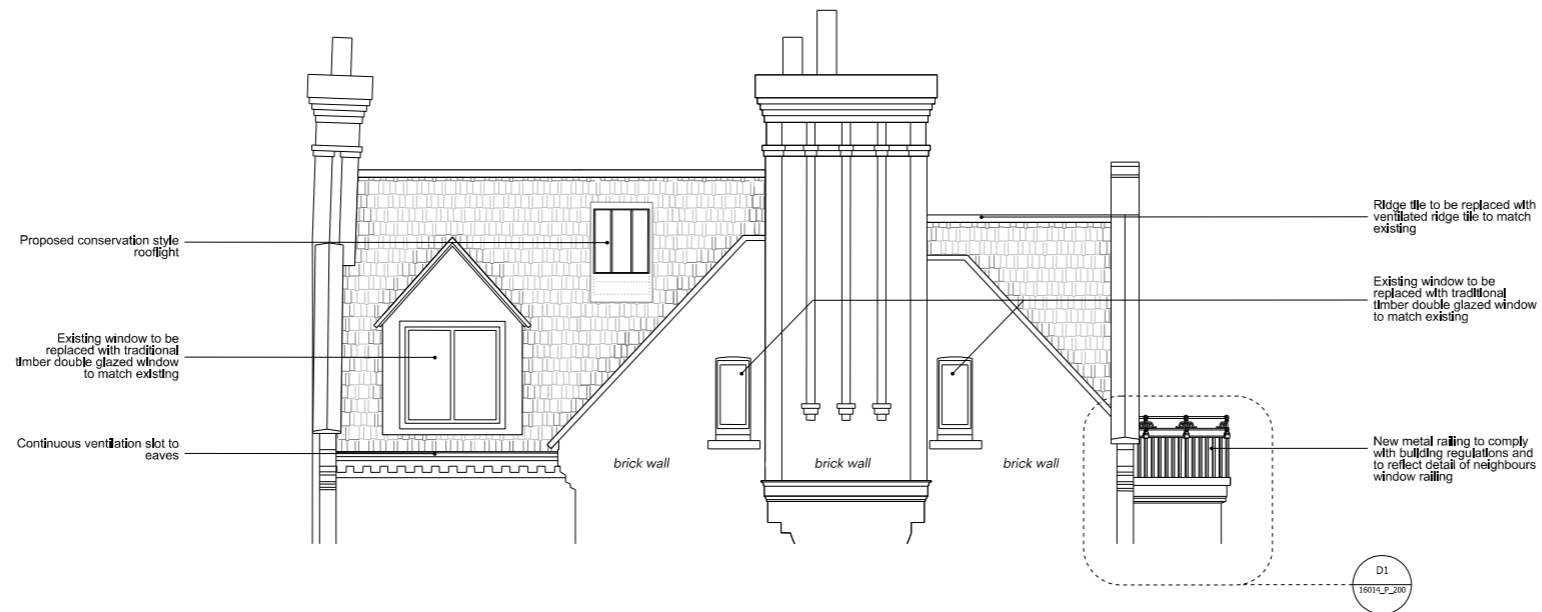 Proposed conservation style
rooflight
Existing window to be
replaced with traditional
timber double glazed window
to match existing
Continuous ventilation slot to
eaves
brick wall
brick wall
brick wall
Ridge tile to be replaced with
ventilated ridge tile to match
existing
Existing window to be
replaced with traditional
timber double glazed window
to match existing
New metal railing to comply
with building regulations and
to reflect detail of neighbours
window railing
D1
16014_P_200